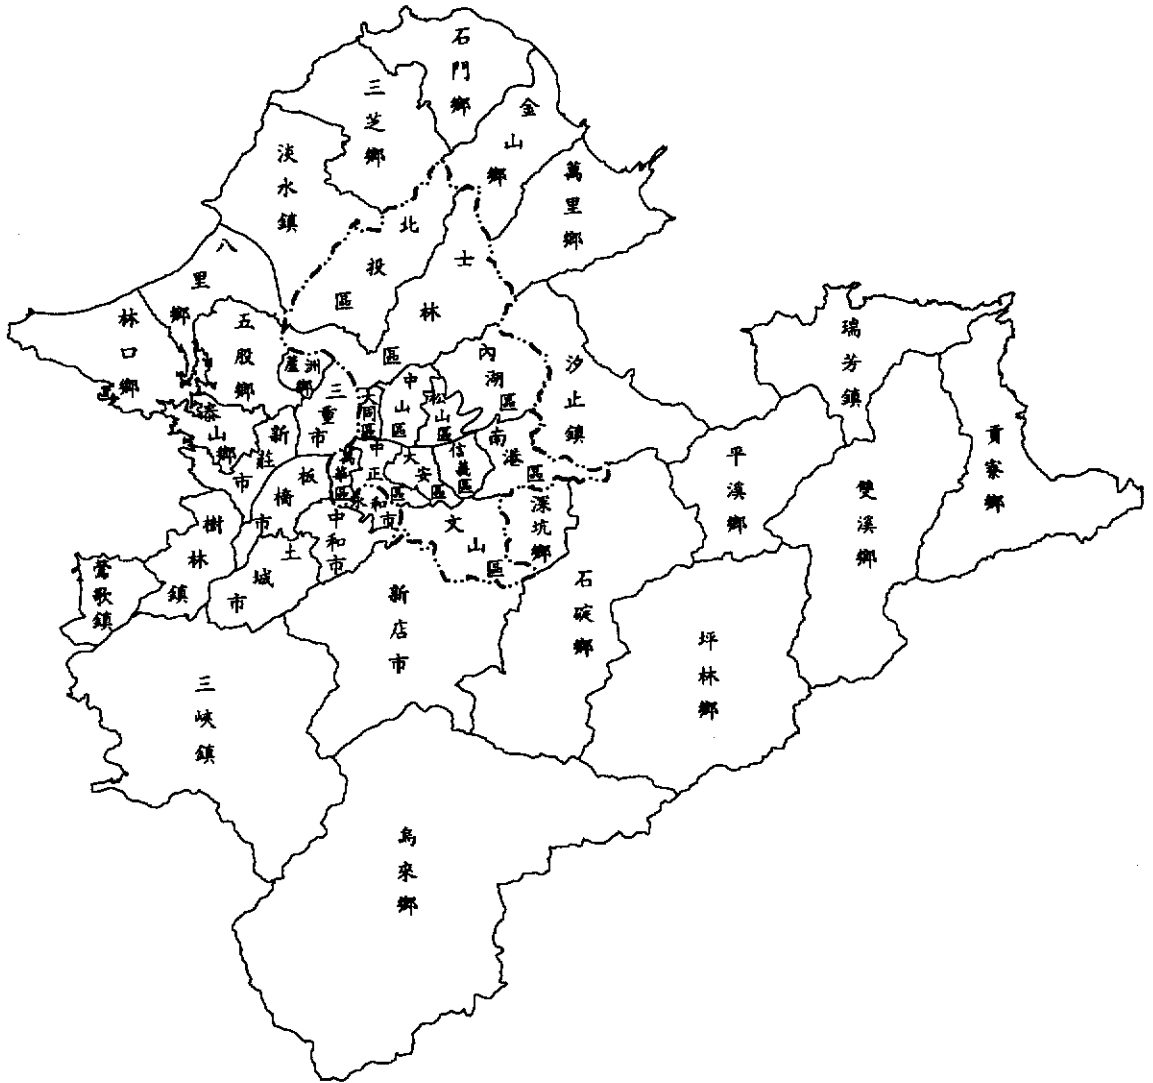 石門鄉
三芝鄉
金山鄉
淡水鎮
萬里鄉
北投區
士林區
八里鄉
林口鄉
五股鄉
蘆洲鄉
三重市
大同區
中山區
松山區
內湖區
南港區
汐止鎮
瑞芳鎮
平溪鄉
雙溪鄉
貢寮鄉
泰山鄉
新莊市
板橋市
萬華區
中正區
大安區
信義區
永和市
中和市
文山區
深坑鄉
石碇鄉
坪林鄉
樹林鎮
土城市
鶯歌鎮
新店市
三峽鎮
烏來鄉